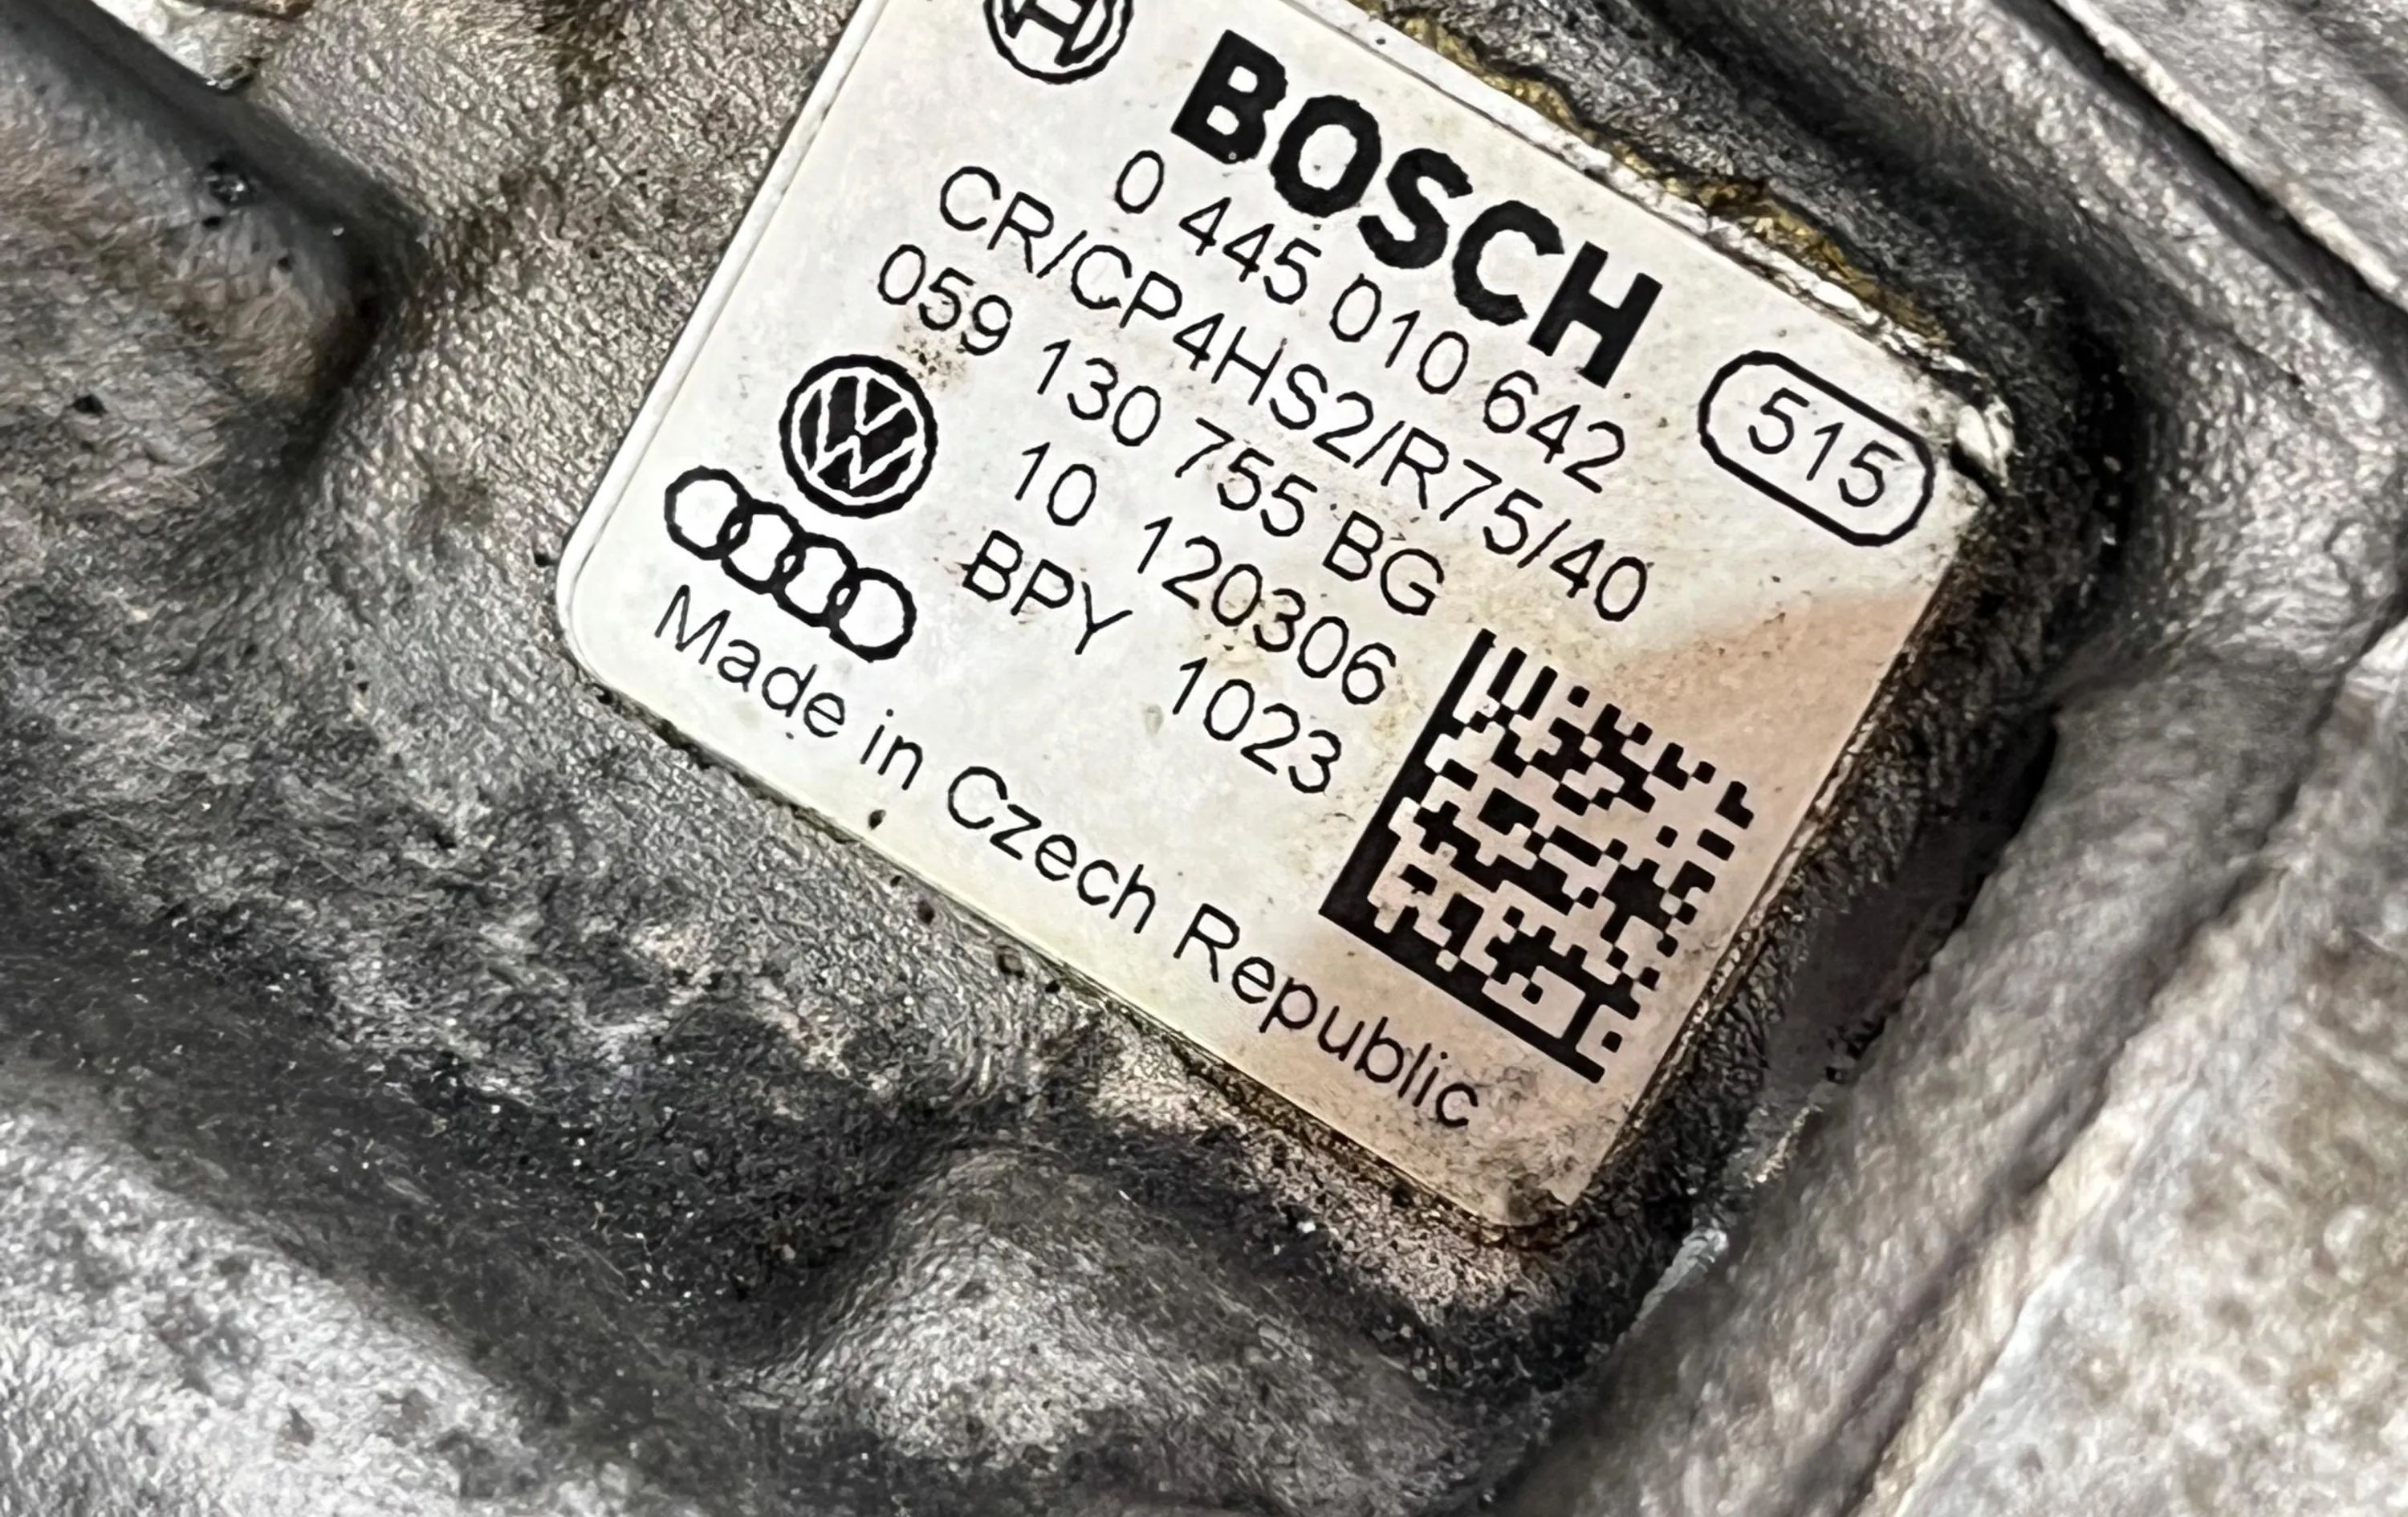 BOSCH
0 445 010 642
515
CR/CP4HS2/R75/40
059 130 755 BG
10 120306
BPY 1023
Made in Czech Republic